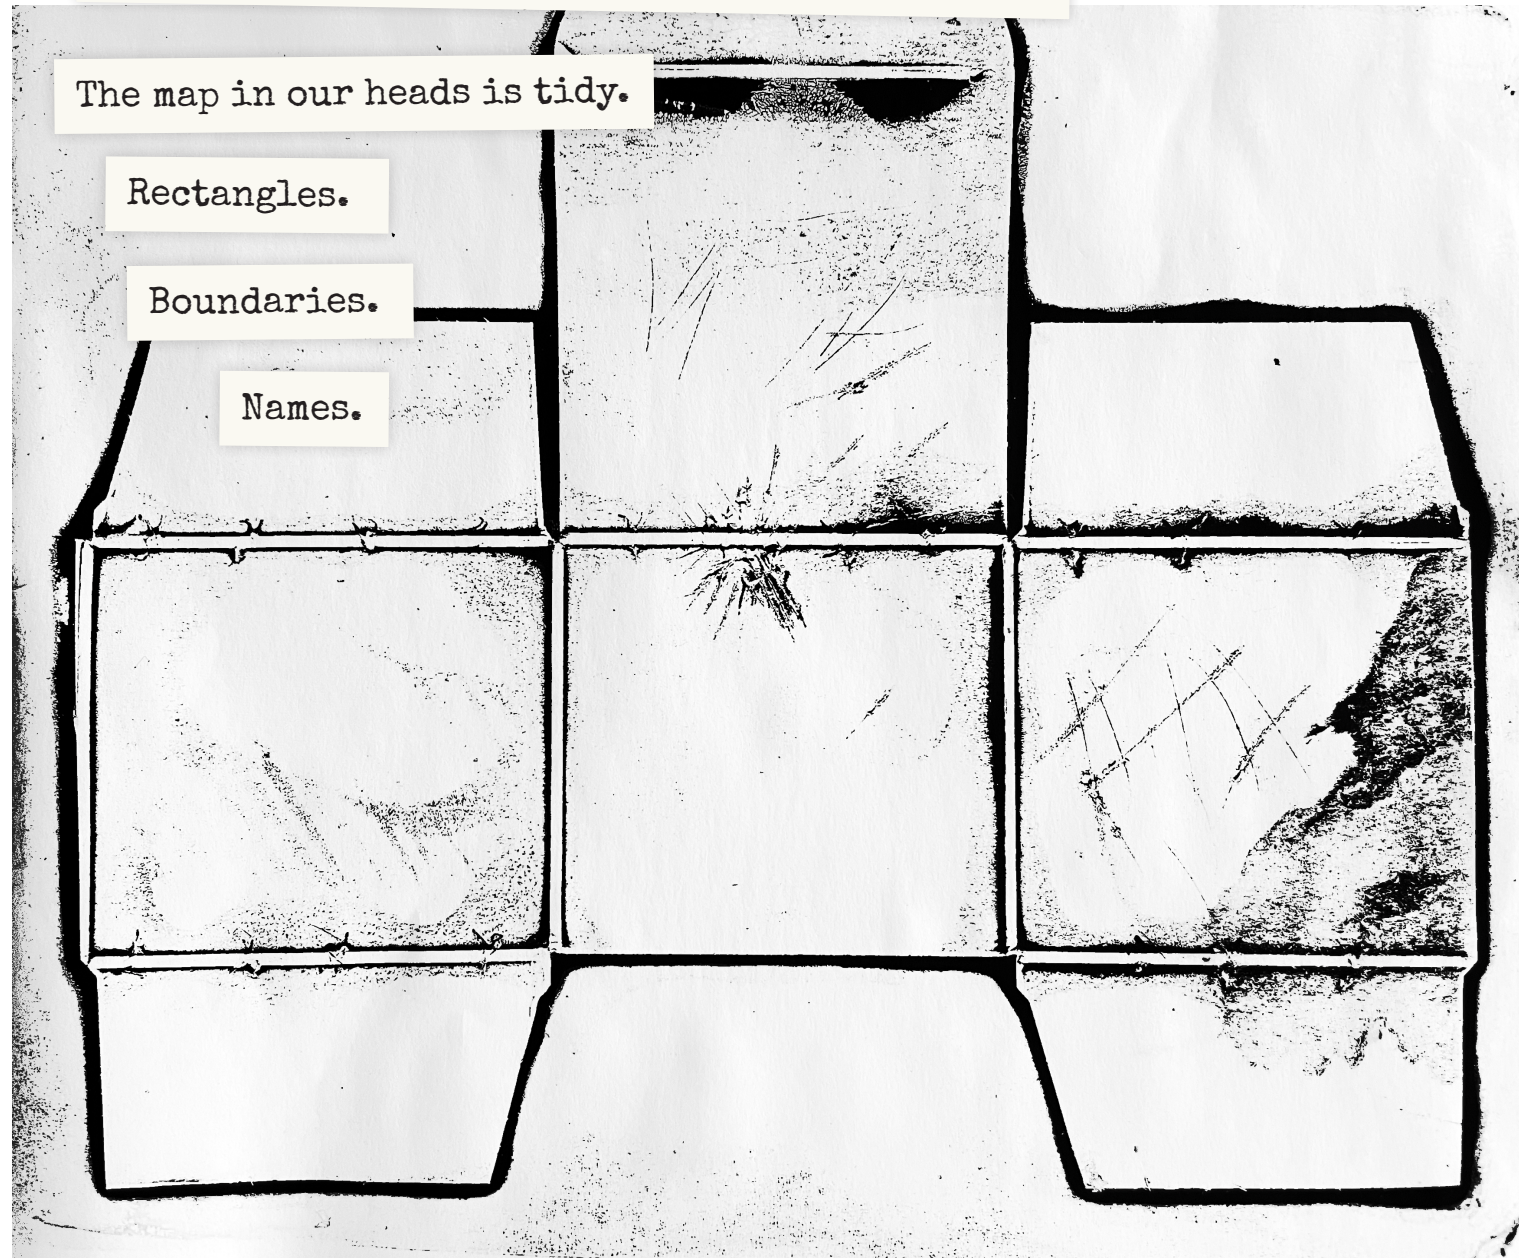 The map in our heads is tidy.
Rectangles.
Boundaries.
Names.